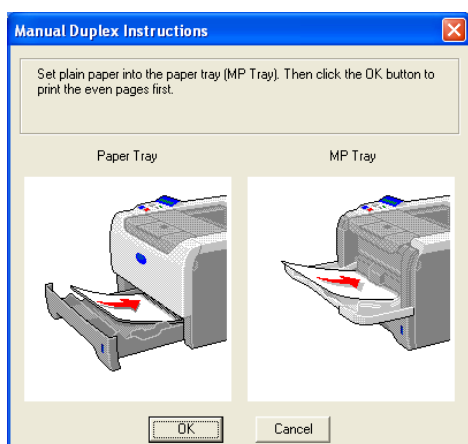 Manual Duplex Instructions
Set plain paper into the paper tray (MP Tray). Then click the OK button to
print the even pages first.
Paper Tray
MP Tray
OK
Cancel